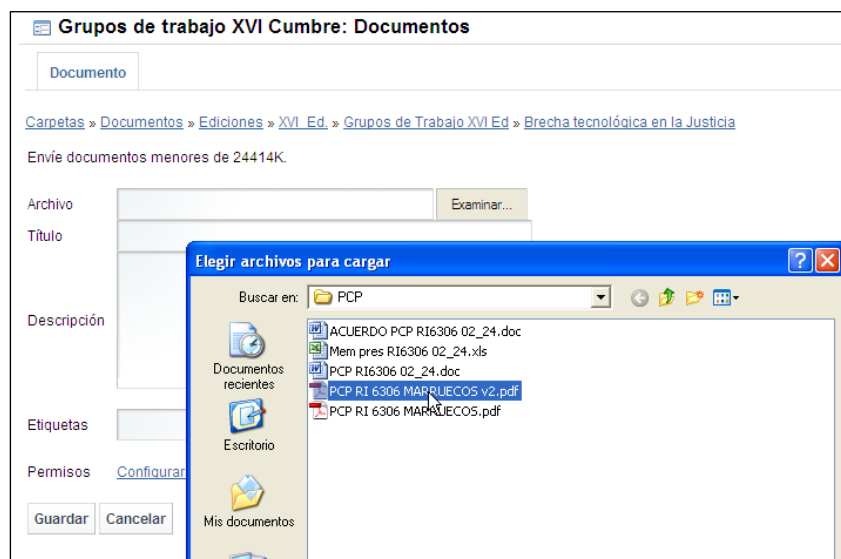 Grupos de trabajo XVI Cumbre: Documentos
Documento
Carpetas » Documentos » Ediciones » XVI Ed. » Grupos de Trabajo XVI Ed » Brecha tecnológica en la Justicia
Envíe documentos menores de 24414K.
Archivo
Examinar...
Título
Elegir archivos para cargar
Buscar en:
PCP
ACUERDO PCP RI6306 02_24.doc
Mem pres RI6306 02_24.xls
PCP RI6306 02_24.doc
PCP RI 6306 MARRUECOS v2.pdf
PCP RI 6306 MARRUECOS.pdf
Documentos
recientes
Descripción
Escritorio
Etiquetas
Permisos
Configurar
Mis documentos
Guardar
Cancelar